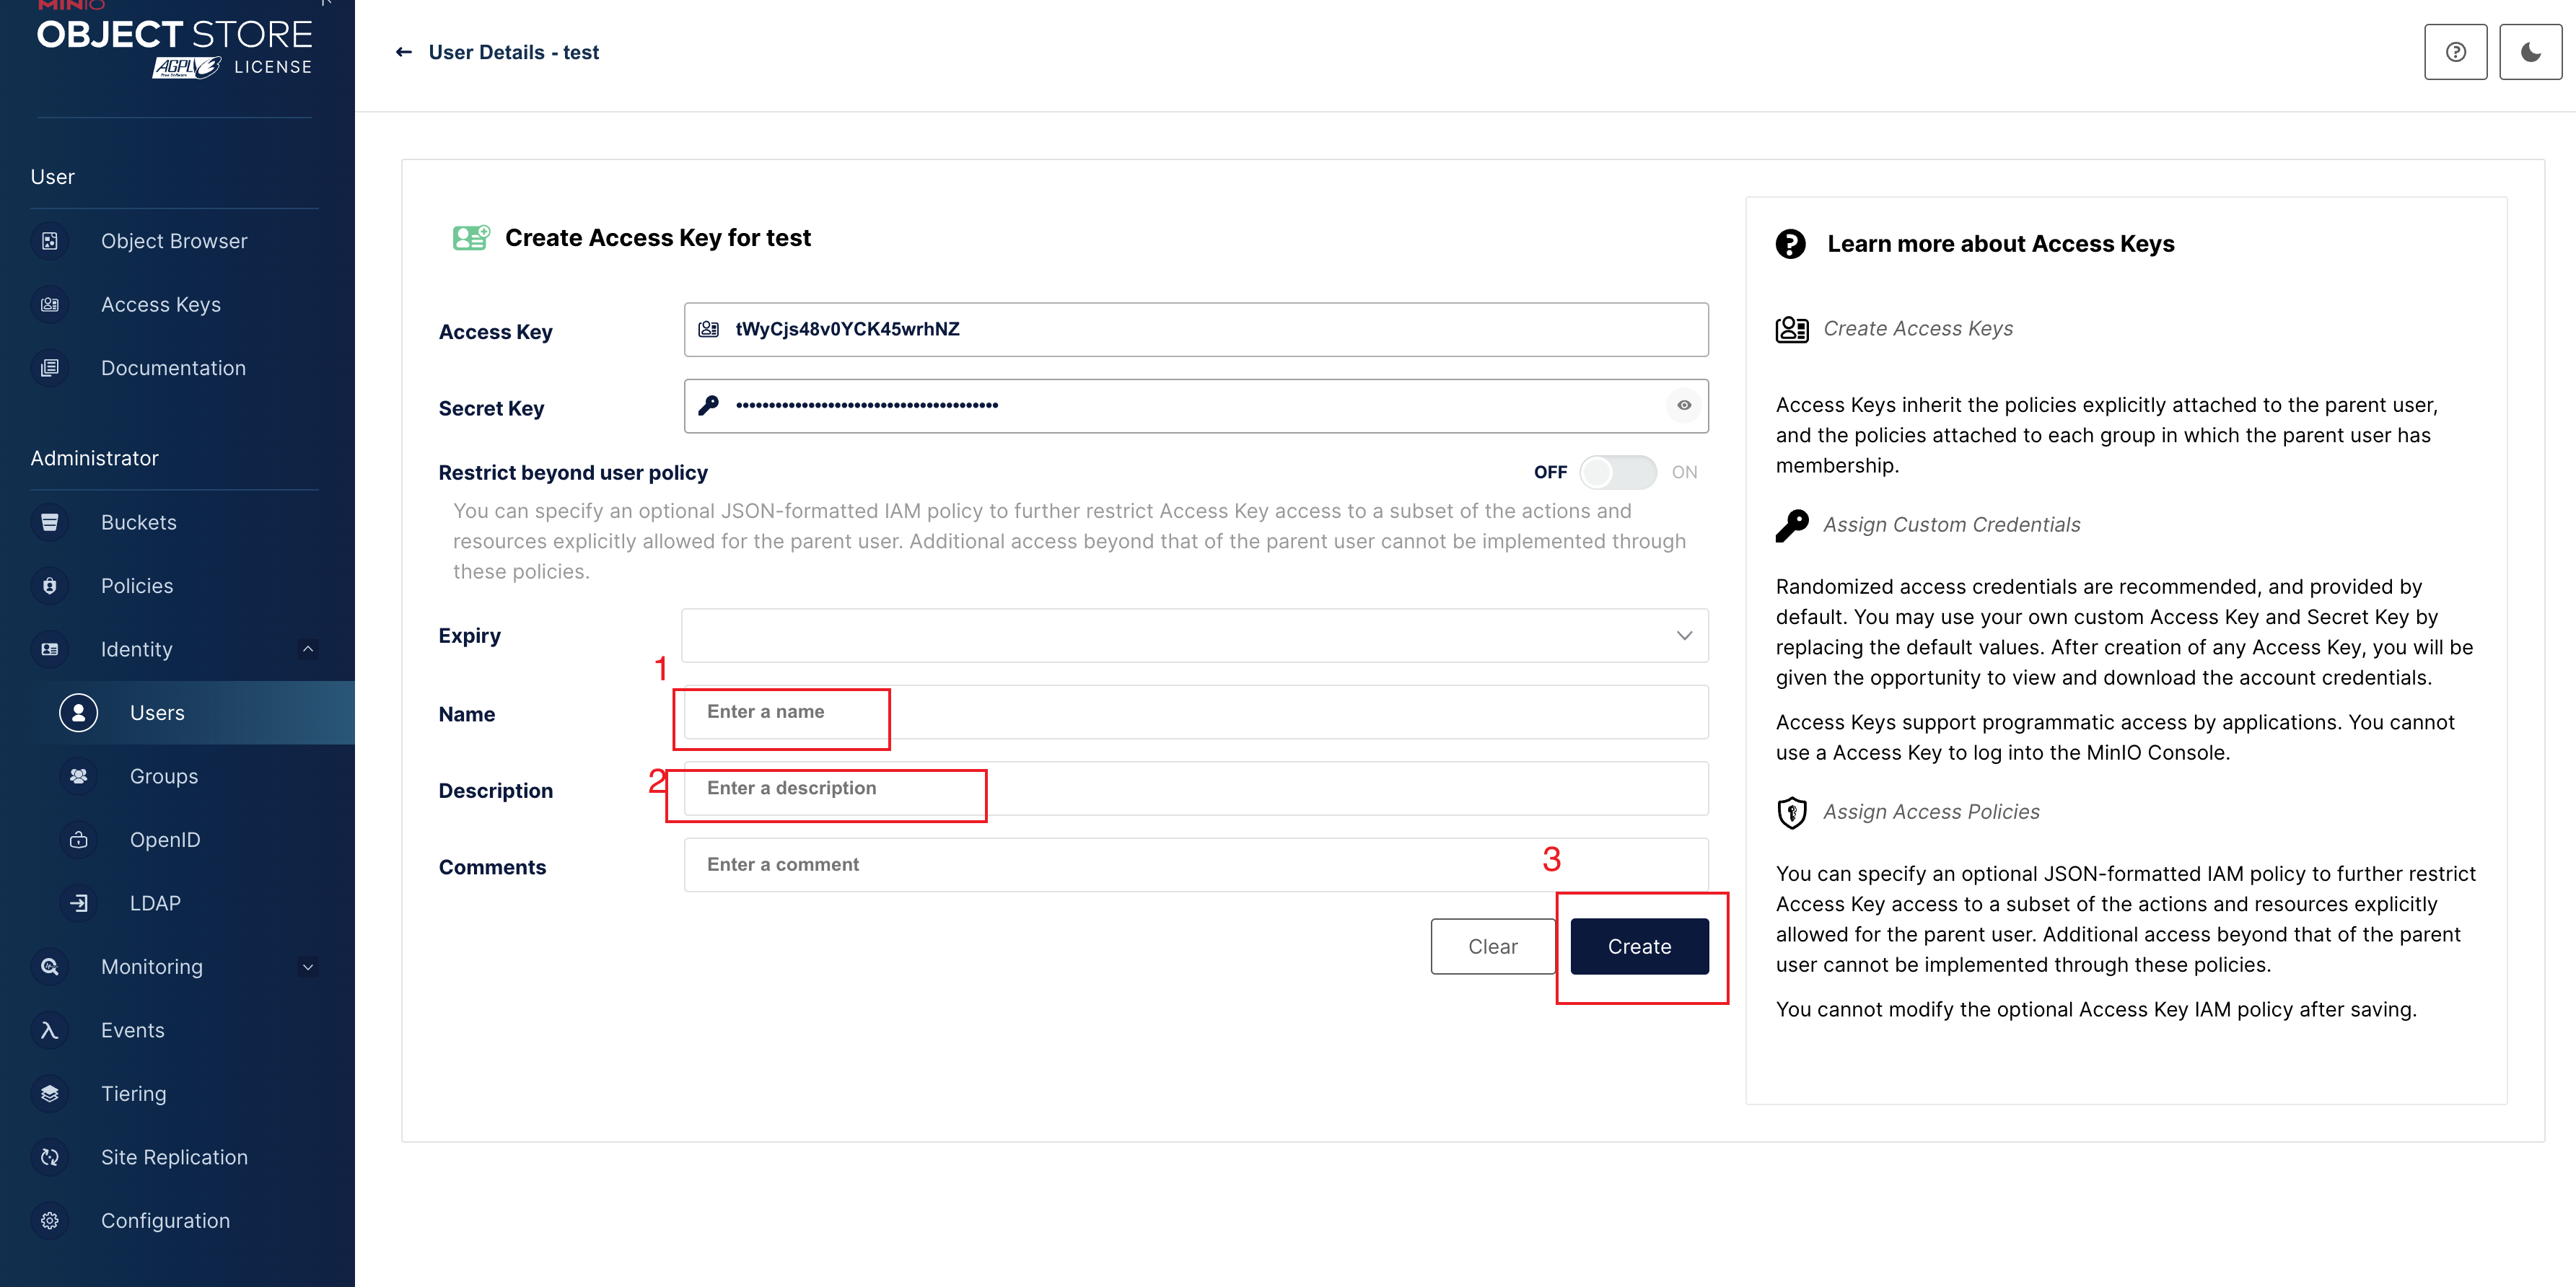 MINIO
OBJECT STORE
AGPLv3 LICENSE
User
Object Browser
Access Keys
Documentation
Administrator
Buckets
Policies
Identity
Users
Groups
OpenID
LDAP
Monitoring
Events
Tiering
Site Replication
Configuration
User Details - test
Create Access Key for test
Access Key
tWyCjs48v0YCK45wrhNZ
Secret Key
••••••••••••••••••••••••••••••••••••••••
Restrict beyond user policy
OFF
ON
You can specify an optional JSON-formatted IAM policy to further restrict Access Key access to a subset of the actions and
resources explicitly allowed for the parent user. Additional access beyond that of the parent user cannot be implemented through
these policies.
Expiry
1
Name
Enter a name
2
Description
Enter a description
Comments
Enter a comment
3
Clear
Create
Learn more about Access Keys
Create Access Keys
Access Keys inherit the policies explicitly attached to the parent user,
and the policies attached to each group in which the parent user has
membership.
Assign Custom Credentials
Randomized access credentials are recommended, and provided by
default. You may use your own custom Access Key and Secret Key by
replacing the default values. After creation of any Access Key, you will be
given the opportunity to view and download the account credentials.
Access Keys support programmatic access by applications. You cannot
use a Access Key to log into the MinIO Console.
Assign Access Policies
You can specify an optional JSON-formatted IAM policy to further restrict
Access Key access to a subset of the actions and resources explicitly
allowed for the parent user. Additional access beyond that of the parent
user cannot be implemented through these policies.
You cannot modify the optional Access Key IAM policy after saving.